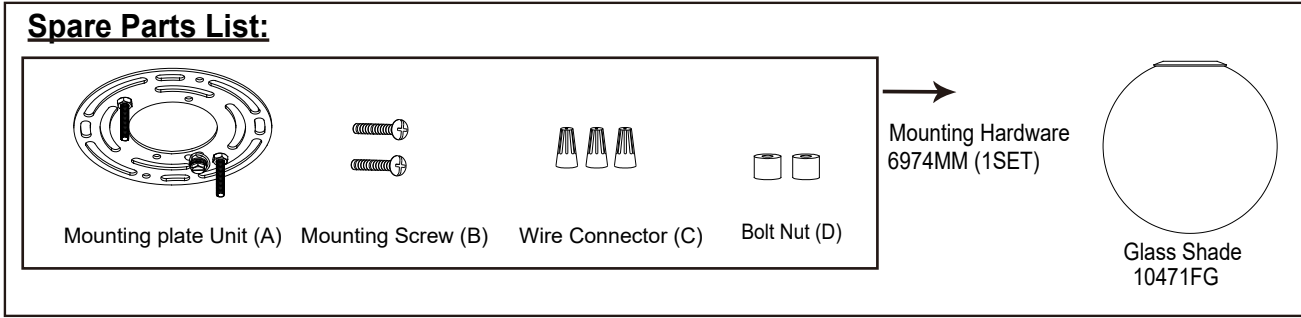 Spare Parts List:
Mounting plate Unit (A)
Mounting Screw (B)
Wire Connector (C)
Bolt Nut (D)
Mounting Hardware
6974MM (1SET)
Glass Shade
10471FG